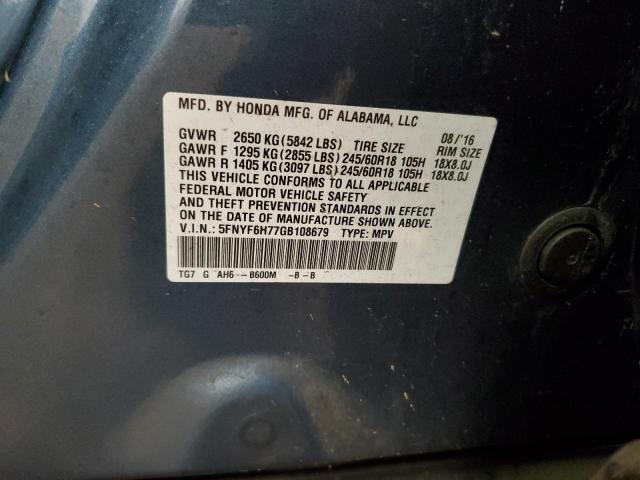 MFD. BY HONDA MFG. OF ALABAMA, LLC 08/'16
GVWR 2650 KG(5842 LBS) TIRE SIZE RIM SIZE
GAWR F 1295 KG(2855 LBS)245/60R18 105H 18X8.0J
GAWR R 1405 KG(3097 LBS)245/60R18 105H 18X8.0J
THIS VEHICLE CONFORMS TO ALL APPLICABLE
FEDERAL MOTOR VEHICLE SAFETY
AND THEFT PREVENTION STANDARDS IN EFFECT
ON THE DATE OF MANUFACTURE SHOWN ABOVE.
V.I.N.: 5FNYF6H77GB108679 TYPE: MPV
TG7 G AH6--B600M -B-B